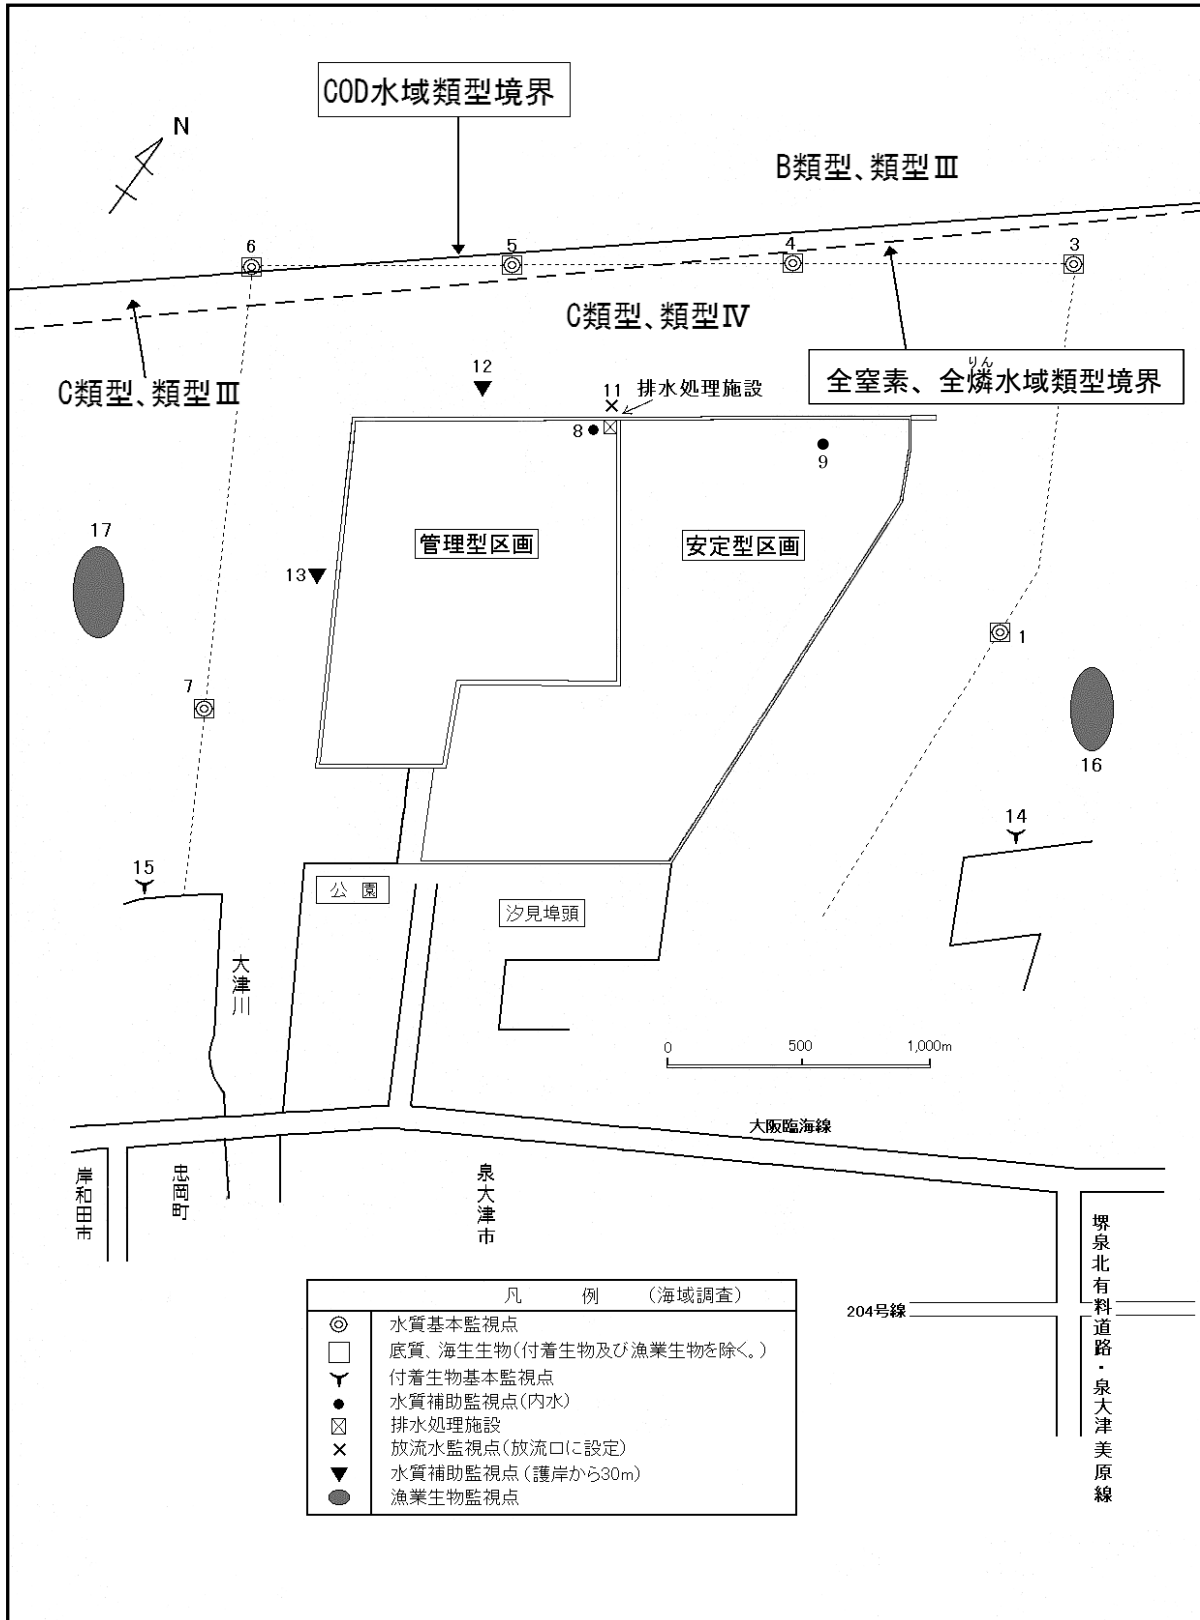 COD水域類型境界
N
B類型、類型Ⅲ
6
5
4
3
C類型、類型Ⅳ
C類型、類型Ⅲ
りん
全窒素、全燐水域類型境界
12
11
排水処理施設
8
9
17
管理型区画
安定型区画
13
1
7
16
14
15
公園
汐見埠頭
大津川
0 500 1,000m
大阪臨海線
岸和田市
忠岡町
泉大津市
堺泉北有料道路・泉大津美原線
204号線
凡 例 (海域調査)
水質基本監視点
底質、海生生物(付着生物及び漁業生物を除く。)
付着生物基本監視点
水質補助監視点(内水)
排水処理施設
放流水監視点(放流口に設定)
水質補助監視点(護岸から30m)
漁業生物監視点